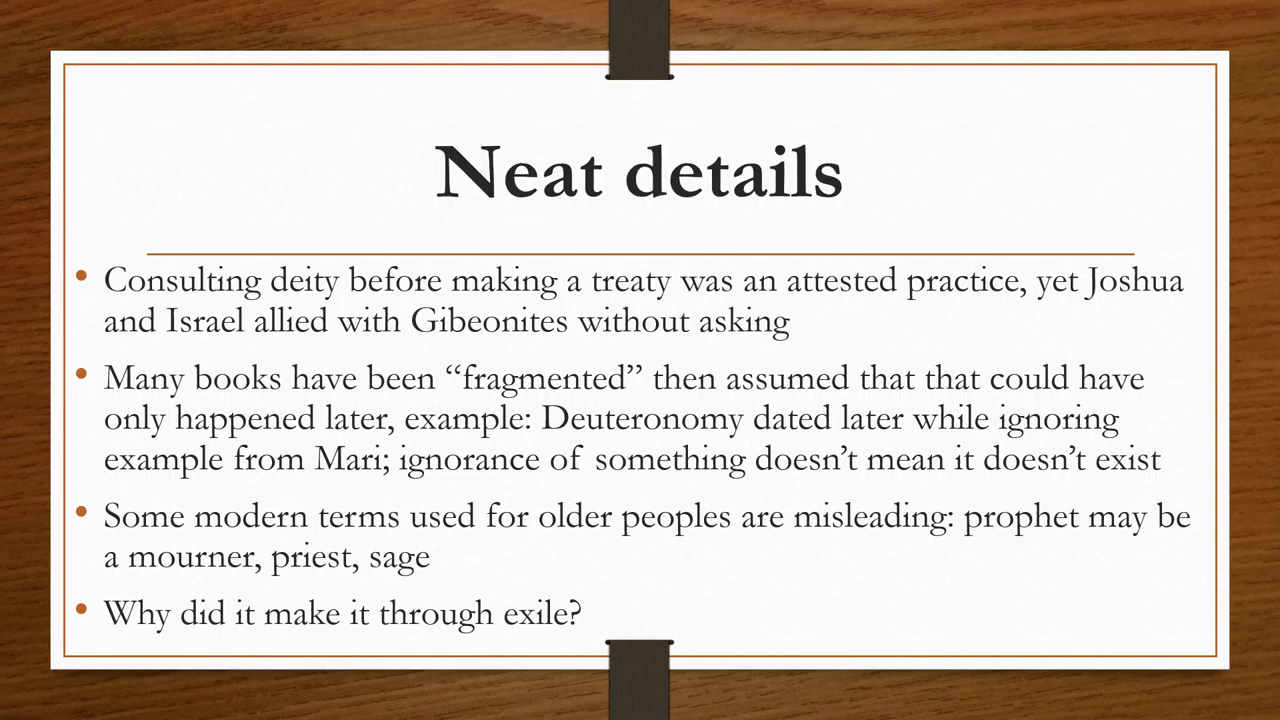 Neat details
• Consulting deity before making a treaty was an attested practice, yet Joshua
and Israel allied with Gibeonites without asking
• Many books have been “fragmented” then assumed that that could have
only happened later, example: Deuteronomy dated later while ignoring
example from Mari; ignorance of something doesn’t mean it doesn’t exist
• Some modern terms used for older peoples are misleading: prophet may be
a mourner, priest, sage
• Why did it make it through exile?